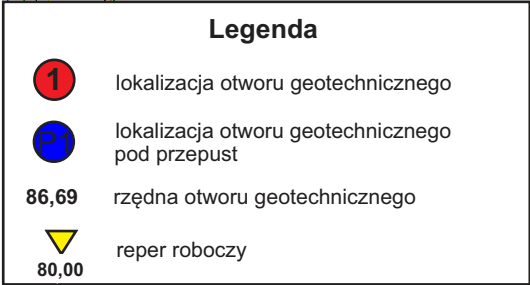 Legenda
1 lokalizacja otworu geotechnicznego
P1 lokalizacja otworu geotechnicznego
pod przepust
86,69 rzędna otworu geotechnicznego
reper roboczy
80,00